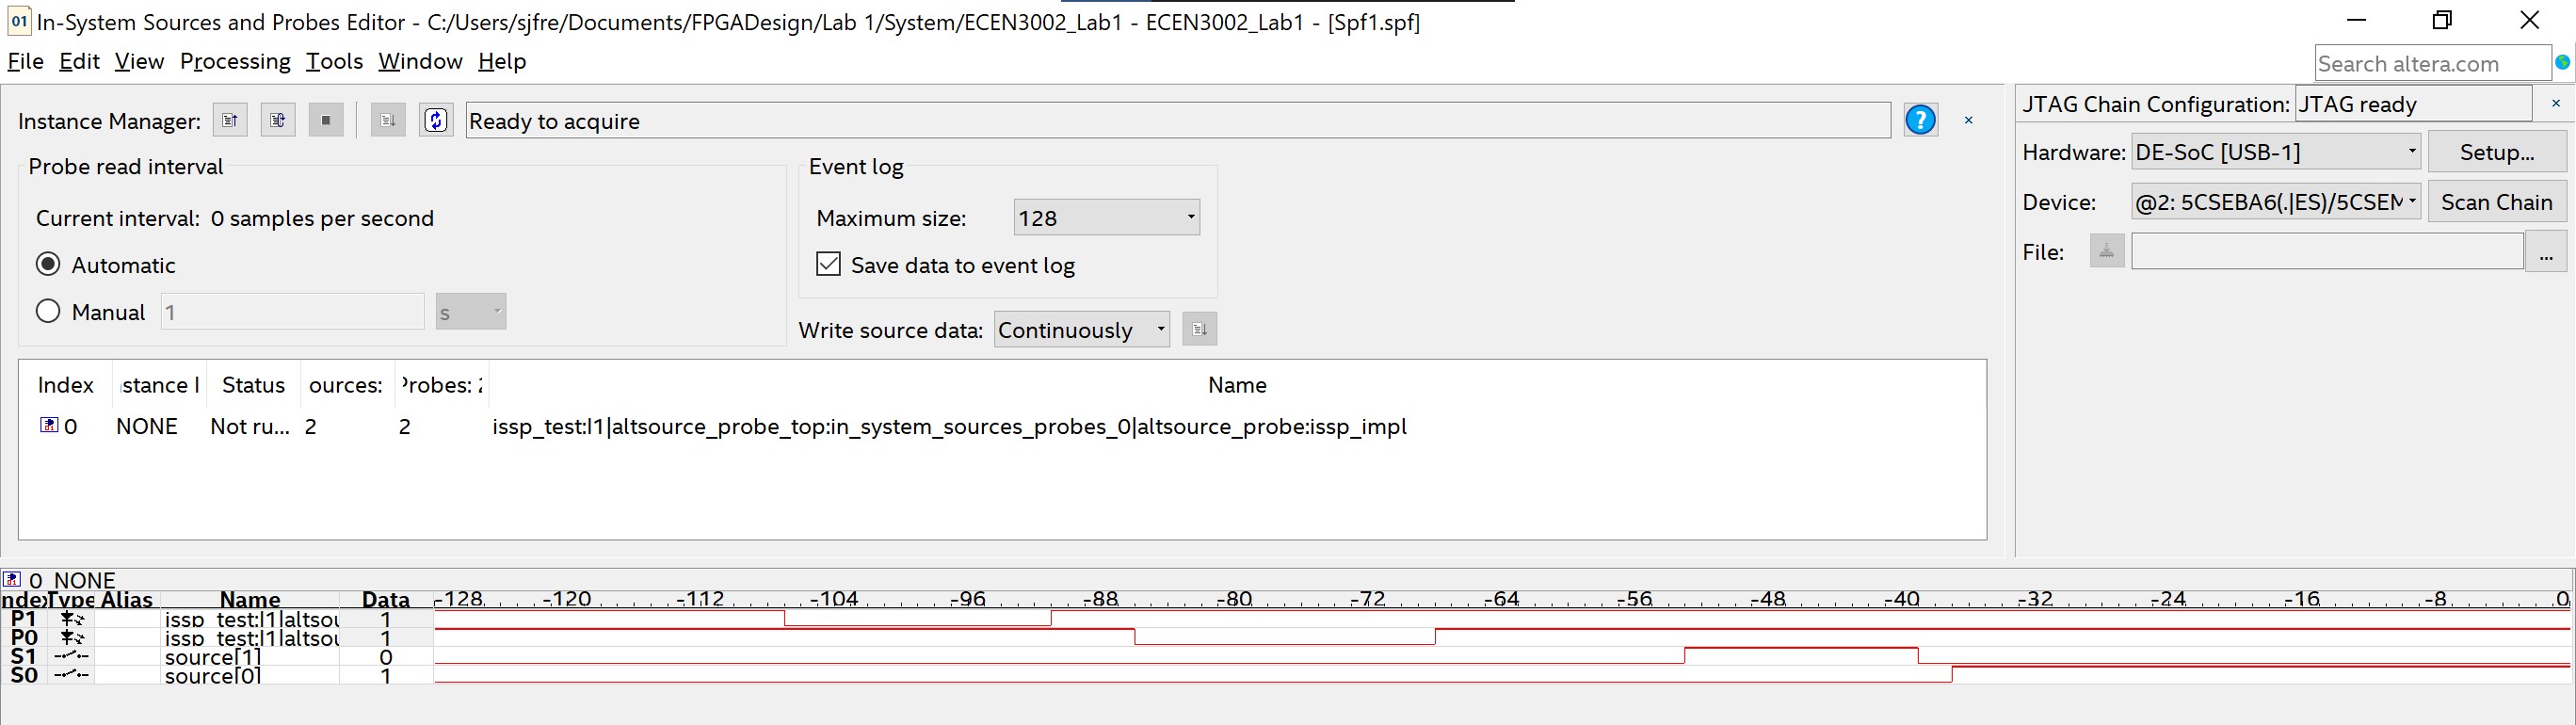 In-System Sources and Probes Editor - C:/Users/sjfre/Documents/FPGADesign/Lab 1/System/ECEN3002_Lab1 - ECEN3002_Lab1 - [Spf1.spf]
File Edit View Processing Tools Window Help
Search altera.com
Instance Manager:
Ready to acquire
Probe read interval
Current interval: 0 samples per second
Automatic
Manual 1 s
Event log
Maximum size: 128
Save data to event log
Write source data: Continuously
JTAG Chain Configuration: JTAG ready
Hardware: DE-SoC [USB-1] Setup...
Device: @2: 5CSEBA6(.|ES)/5CSEM Scan Chain
File: ...
Index stance I Status ources: Probes: 2 Name
0 NONE Not ru... 2 2 issp_test:I1|altsource_probe_top:in_system_sources_probes_0|altsource_probe:issp_impl
0 NONE
ndex Type Alias Name Data -128 -120 -112 -104 -96 -88 -80 -72 -64 -56 -48 -40 -32 -24 -16 -8 0
P1 issp_test:I1|altsou 1
P0 issp_test:I1|altsou 1
S1 source[1] 0
S0 source[0] 1